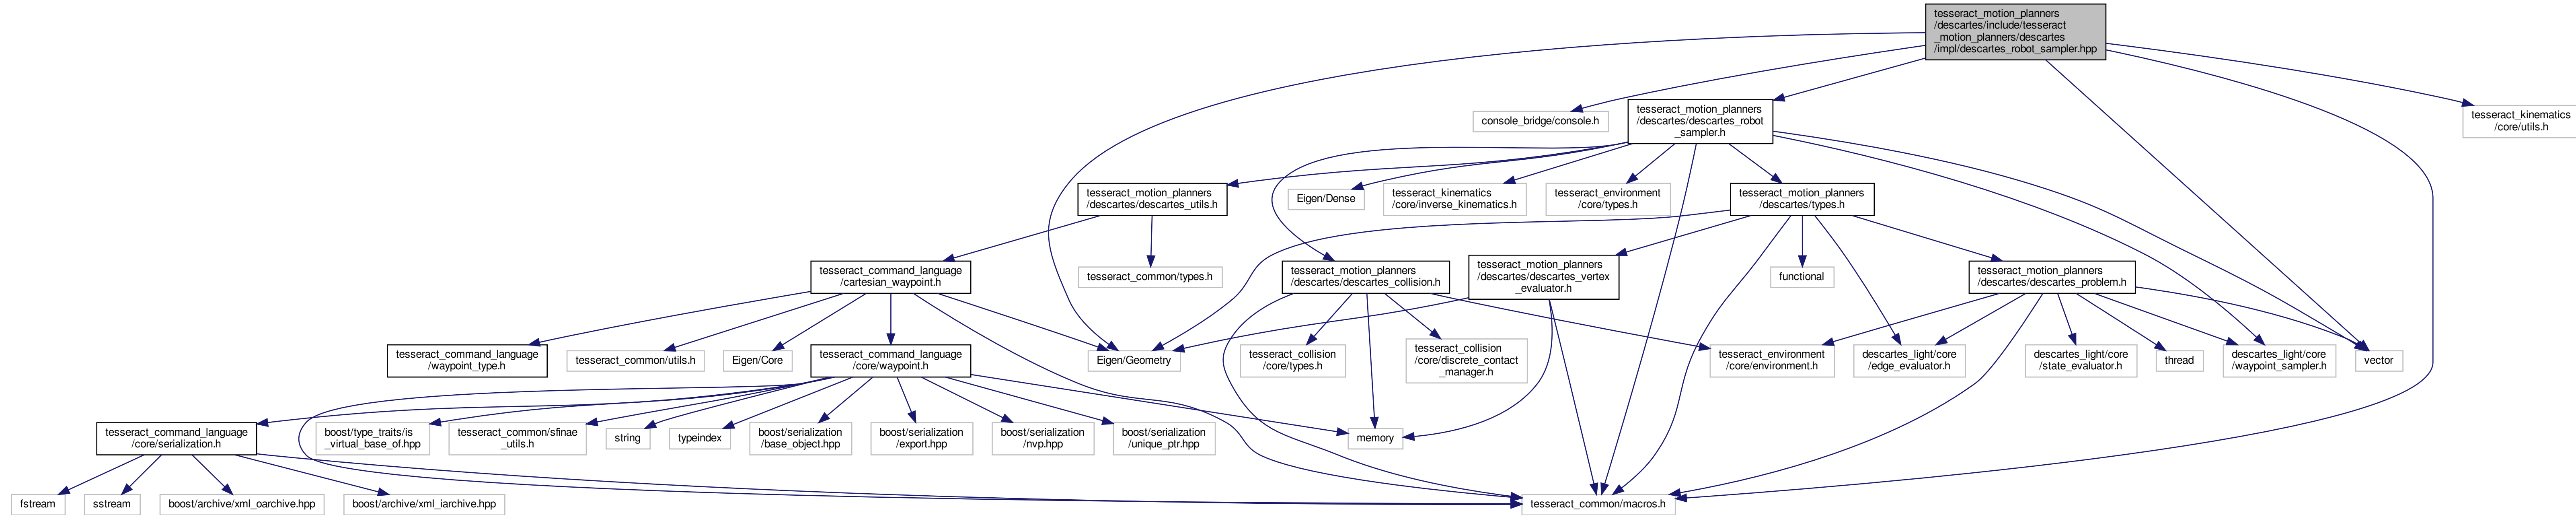 tesseract_motion_planners
/descartes/include/tesseract
_motion_planners/descartes
/impl/descartes_robot_sampler.hpp
console_bridge/console.h
tesseract_motion_planners
/descartes/descartes_robot
_sampler.h
tesseract_kinematics
/core/utils.h
tesseract_motion_planners
/descartes/descartes_utils.h
Eigen/Dense
tesseract_kinematics
/core/inverse_kinematics.h
tesseract_environment
/core/types.h
tesseract_motion_planners
/descartes/types.h
tesseract_command_language
/cartesian_waypoint.h
tesseract_common/types.h
tesseract_motion_planners
/descartes/descartes_collision.h
tesseract_motion_planners
/descartes/descartes_vertex
_evaluator.h
functional
tesseract_motion_planners
/descartes/descartes_problem.h
tesseract_command_language
/waypoint_type.h
tesseract_common/utils.h
Eigen/Core
tesseract_command_language
/core/waypoint.h
Eigen/Geometry
tesseract_collision
/core/types.h
tesseract_collision
/core/discrete_contact
_manager.h
tesseract_environment
/core/environment.h
descartes_light/core
/edge_evaluator.h
descartes_light/core
/state_evaluator.h
thread
descartes_light/core
/waypoint_sampler.h
vector
tesseract_command_language
/core/serialization.h
boost/type_traits/is
_virtual_base_of.hpp
tesseract_common/sfinae
_utils.h
string
typeindex
boost/serialization
/base_object.hpp
boost/serialization
/export.hpp
boost/serialization
/nvp.hpp
boost/serialization
/unique_ptr.hpp
memory
fstream
sstream
boost/archive/xml_oarchive.hpp
boost/archive/xml_iarchive.hpp
tesseract_common/macros.h